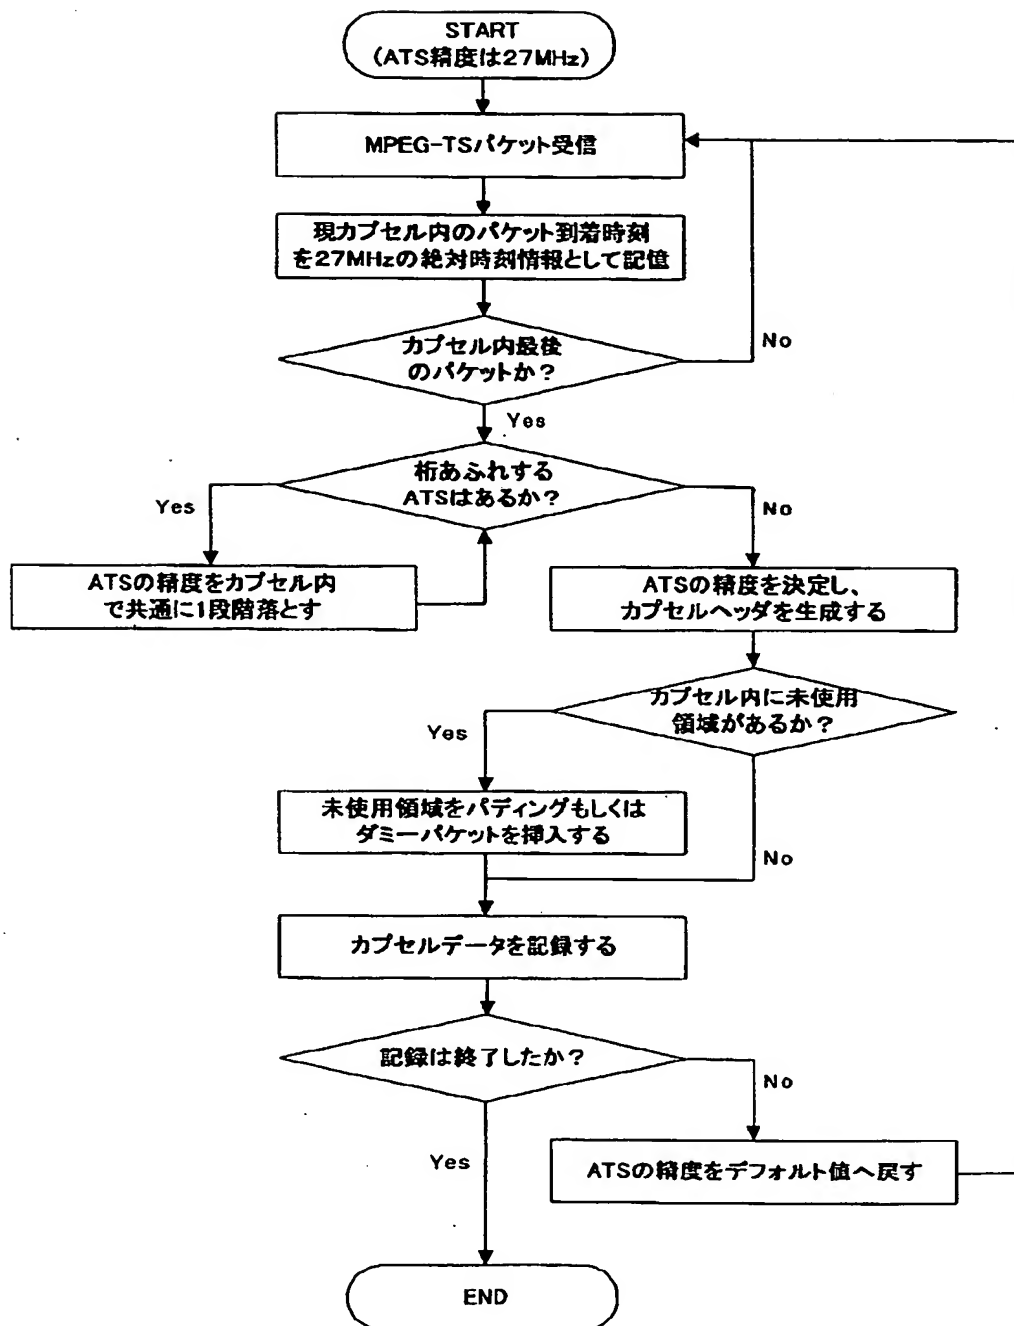 START
(ATS精度は27MHz)
MPEG-TSパケット受信
現カプセル内のパケット到着時刻
を27MHzの絶対時刻情報として記憶
カプセル内最後
のパケットか?
No
Yes
桁あふれする
ATSはあるか?
Yes
No
ATSの精度をカプセル内
で共通に1段階落とす
ATSの精度を決定し、
カプセルヘッダを生成する
カプセル内に未使用
領域があるか?
Yes
未使用領域をパディングもしくは
ダミーパケットを挿入する
No
カプセルデータを記録する
記録は終了したか?
No
Yes
ATSの精度をデフォルト値へ戻す
END